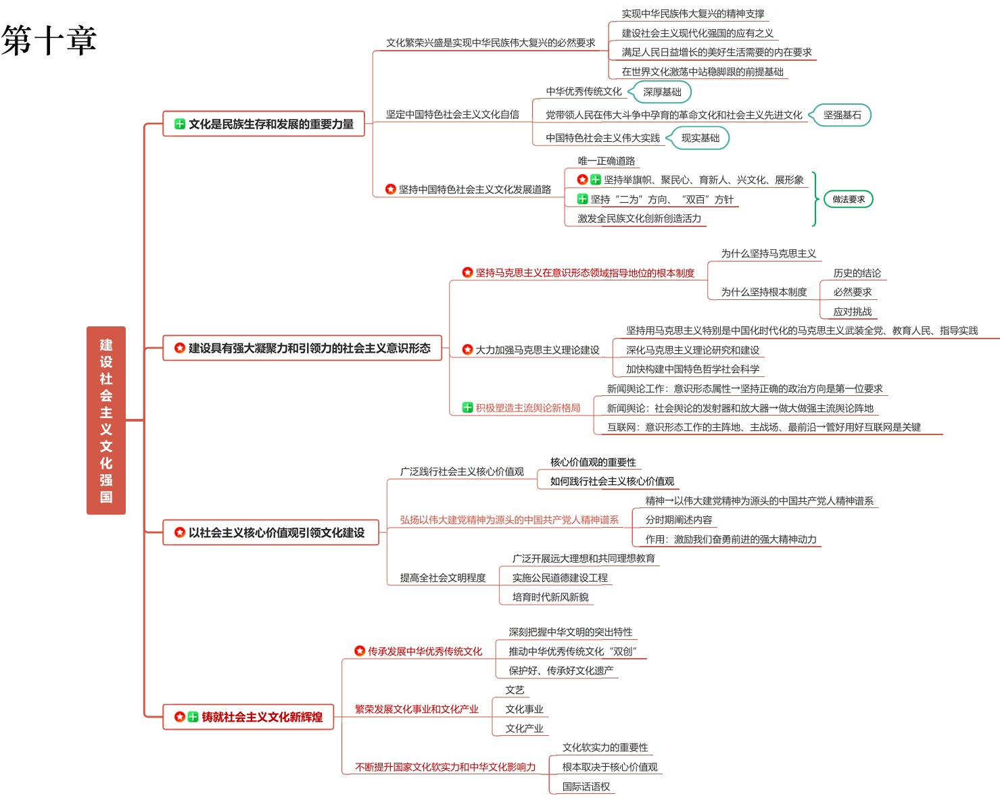 第十章
建设社会主义文化强国
文化是民族生存和发展的重要力量
文化繁荣兴盛是实现中华民族伟大复兴的必然要求
实现中华民族伟大复兴的精神支撑
建设社会主义现代化强国的应有之义
满足人民日益增长的美好生活需要的内在要求
在世界文化激荡中站稳脚跟的前提基础
坚定中国特色社会主义文化自信
中华优秀传统文化
深厚基础
党带领人民在伟大斗争中孕育的革命文化和社会主义先进文化
坚强基石
中国特色社会主义伟大实践
现实基础
坚持中国特色社会主义文化发展道路
唯一正确道路
坚持举旗帜、聚民心、育新人、兴文化、展形象
坚持“二为”方向、“双百”方针
激发全民族文化创新创造活力
做法要求
建设具有强大凝聚力和引领力的社会主义意识形态
坚持马克思主义在意识形态领域指导地位的根本制度
为什么坚持马克思主义
为什么坚持根本制度
历史的结论
必然要求
应对挑战
大力加强马克思主义理论建设
坚持用马克思主义特别是中国化时代化的马克思主义武装全党、教育人民、指导实践
深化马克思主义理论研究和建设
加快构建中国特色哲学社会科学
积极塑造主流舆论新格局
新闻舆论工作：意识形态属性→坚持正确的政治方向是第一位要求
新闻舆论：社会舆论的发射器和放大器→做大做强主流舆论阵地
互联网：意识形态工作的主阵地、主战场、最前沿→管好用好互联网是关键
以社会主义核心价值观引领文化建设
广泛践行社会主义核心价值观
核心价值观的重要性
如何践行社会主义核心价值观
弘扬以伟大建党精神为源头的中国共产党人精神谱系
精神→以伟大建党精神为源头的中国共产党人精神谱系
分时期阐述内容
作用：激励我们奋勇前进的强大精神动力
提高全社会文明程度
广泛开展远大理想和共同理想教育
实施公民道德建设工程
培育时代新风新貌
铸就社会主义文化新辉煌
传承发展中华优秀传统文化
深刻把握中华文明的突出特性
推动中华优秀传统文化“双创”
保护好、传承好文化遗产
繁荣发展文化事业和文化产业
文艺
文化事业
文化产业
不断提升国家文化软实力和中华文化影响力
文化软实力的重要性
根本取决于核心价值观
国际话语权